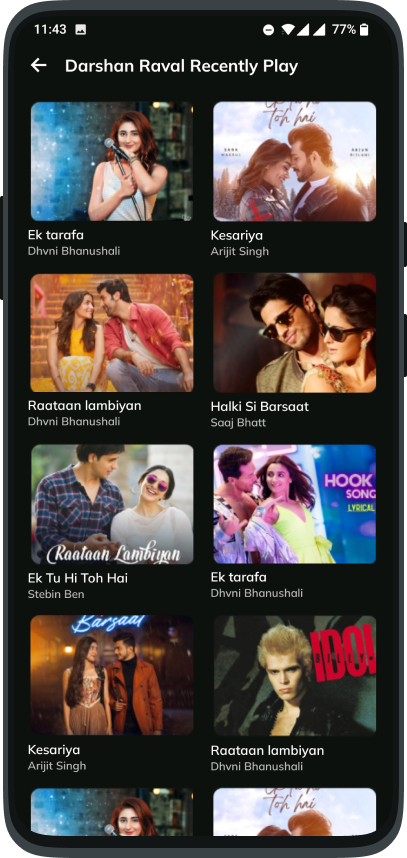 11:43
77%
Darshan Raval Recently Play
Toh hai
Ek tarafa
Dhvni Bhanushali
Kesariya
Arijit Singh
Raataan lambiyan
Dhvni Bhanushali
Halki Si Barsaat
Saaj Bhatt
Raataan Lambiyan
HOOK
SONG
LYRICAL
Ek Tu Hi Toh Hai
Stebin Ben
Ek tarafa
Dhvni Bhanushali
Barsaat
IDOL
BILLY
Kesariya
Arijit Singh
Raataan lambiyan
Dhvni Bhanushali
Toh hai